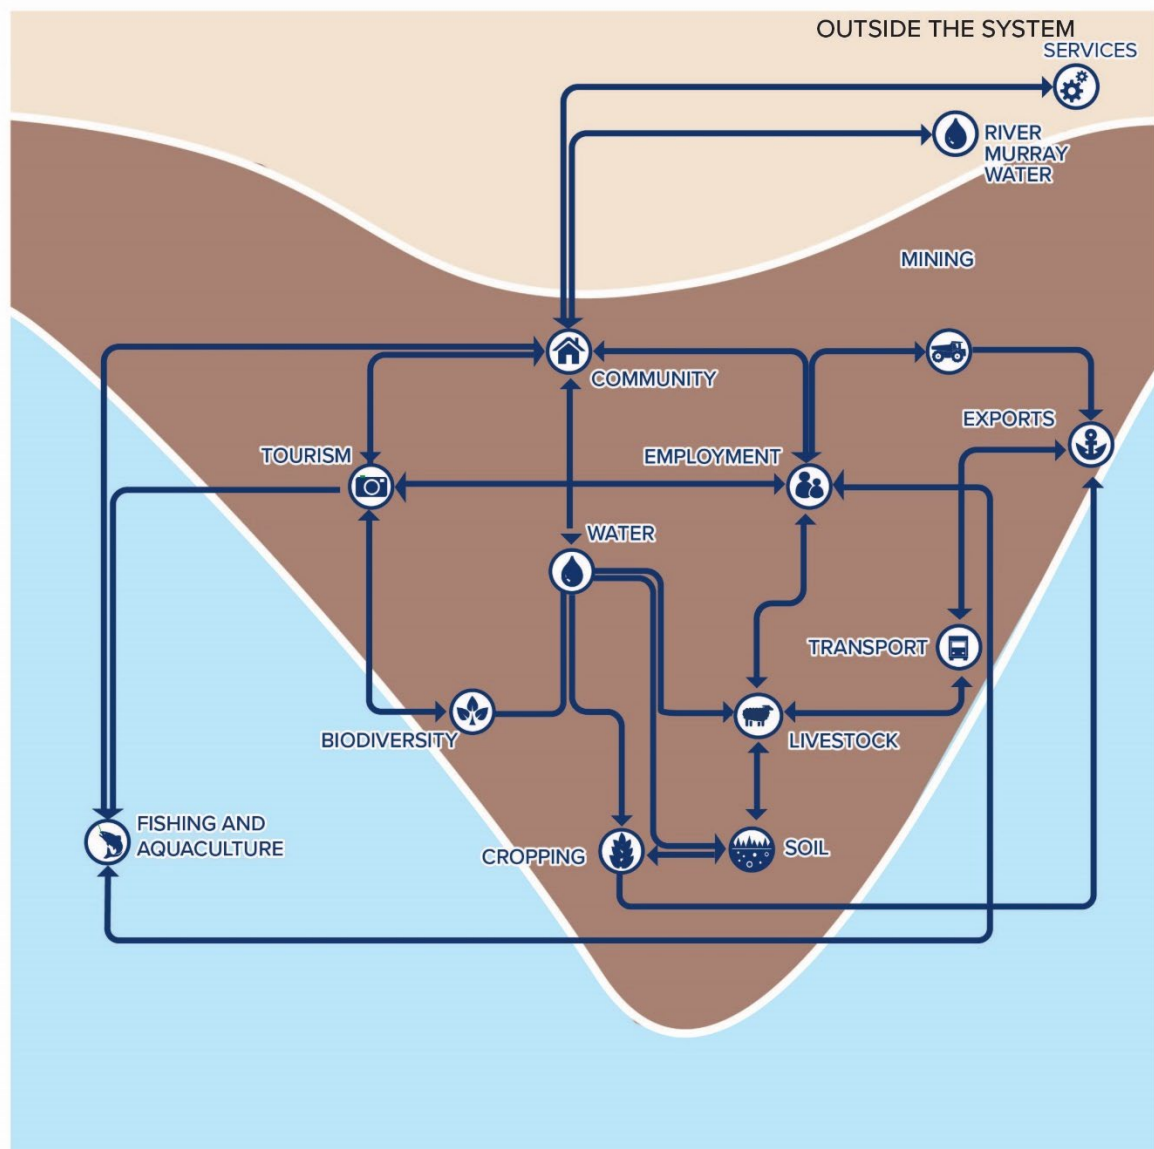 OUTSIDE THE SYSTEM
SERVICES
RIVER
MURRAY
WATER
MINING
COMMUNITY
EXPORTS
TOURISM
EMPLOYMENT
WATER
TRANSPORT
BIODIVERSITY
LIVESTOCK
FISHING AND
AQUACULTURE
CROPPING
SOIL